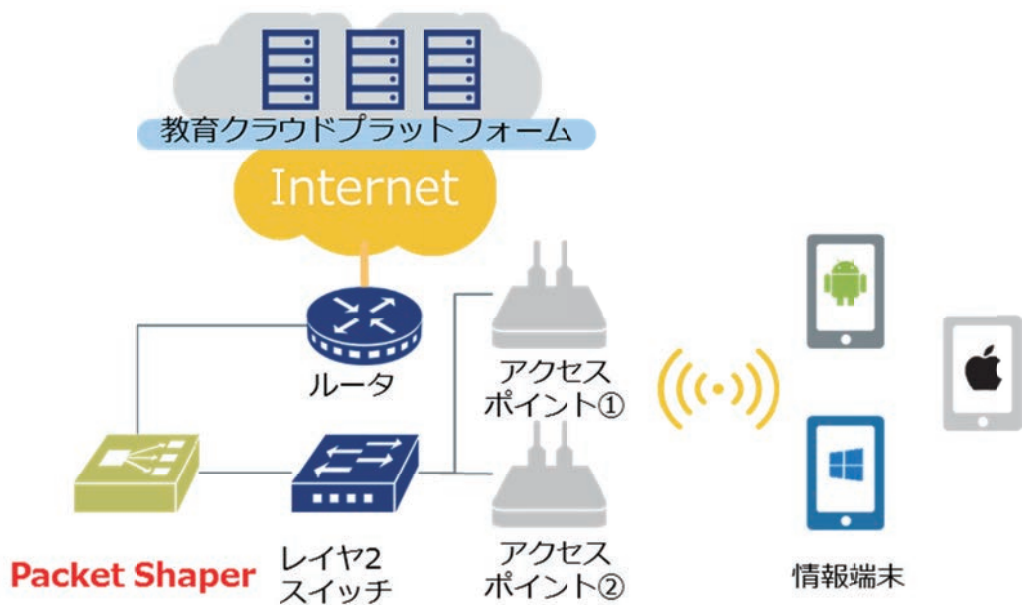 教育クラウドプラットフォーム
Internet
ルータ
アクセス
ポイント①
Packet Shaper
レイヤ2
スイッチ
アクセス
ポイント②
情報端末